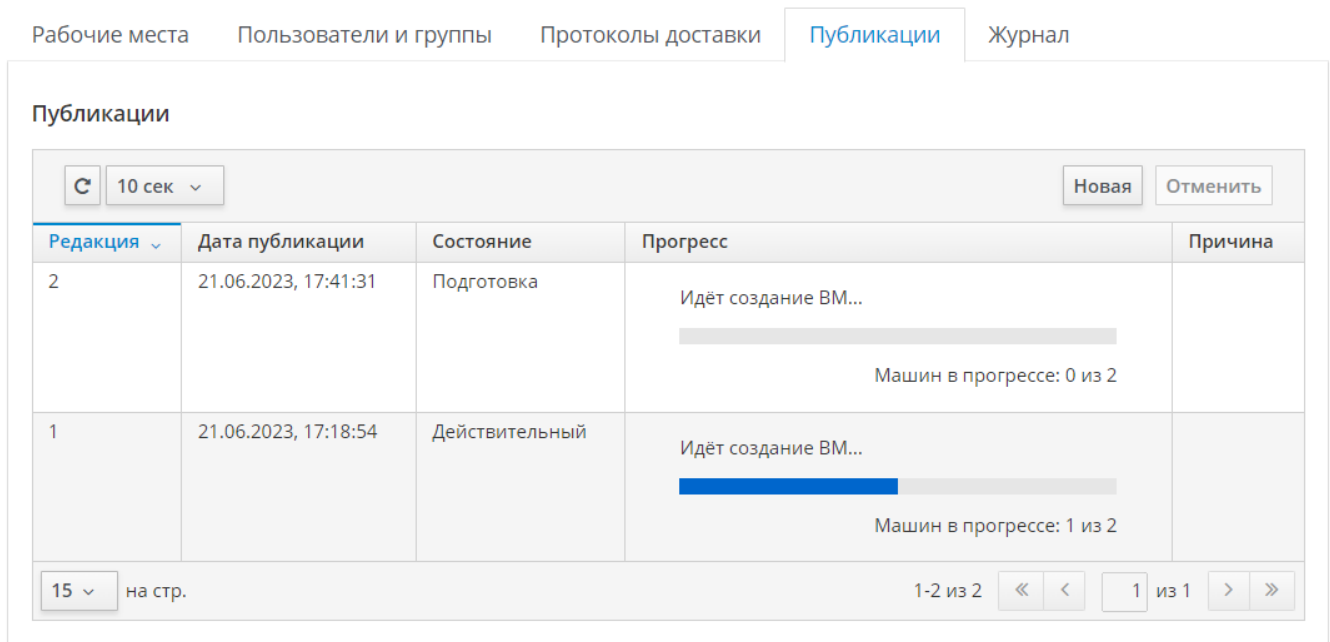 Рабочие места Пользователи и группы Протоколы доставки Публикации Журнал
Публикации
10 сек Новая Отменить
Редакция Дата публикации Состояние Прогресс Причина
2 21.06.2023, 17:41:31 Подготовка
Идёт создание ВМ...
Машин в прогрессе: 0 из 2
1 21.06.2023, 17:18:54 Действительный
Идёт создание ВМ...
Машин в прогрессе: 1 из 2
15 на стр. 1-2 из 2 1 из 1